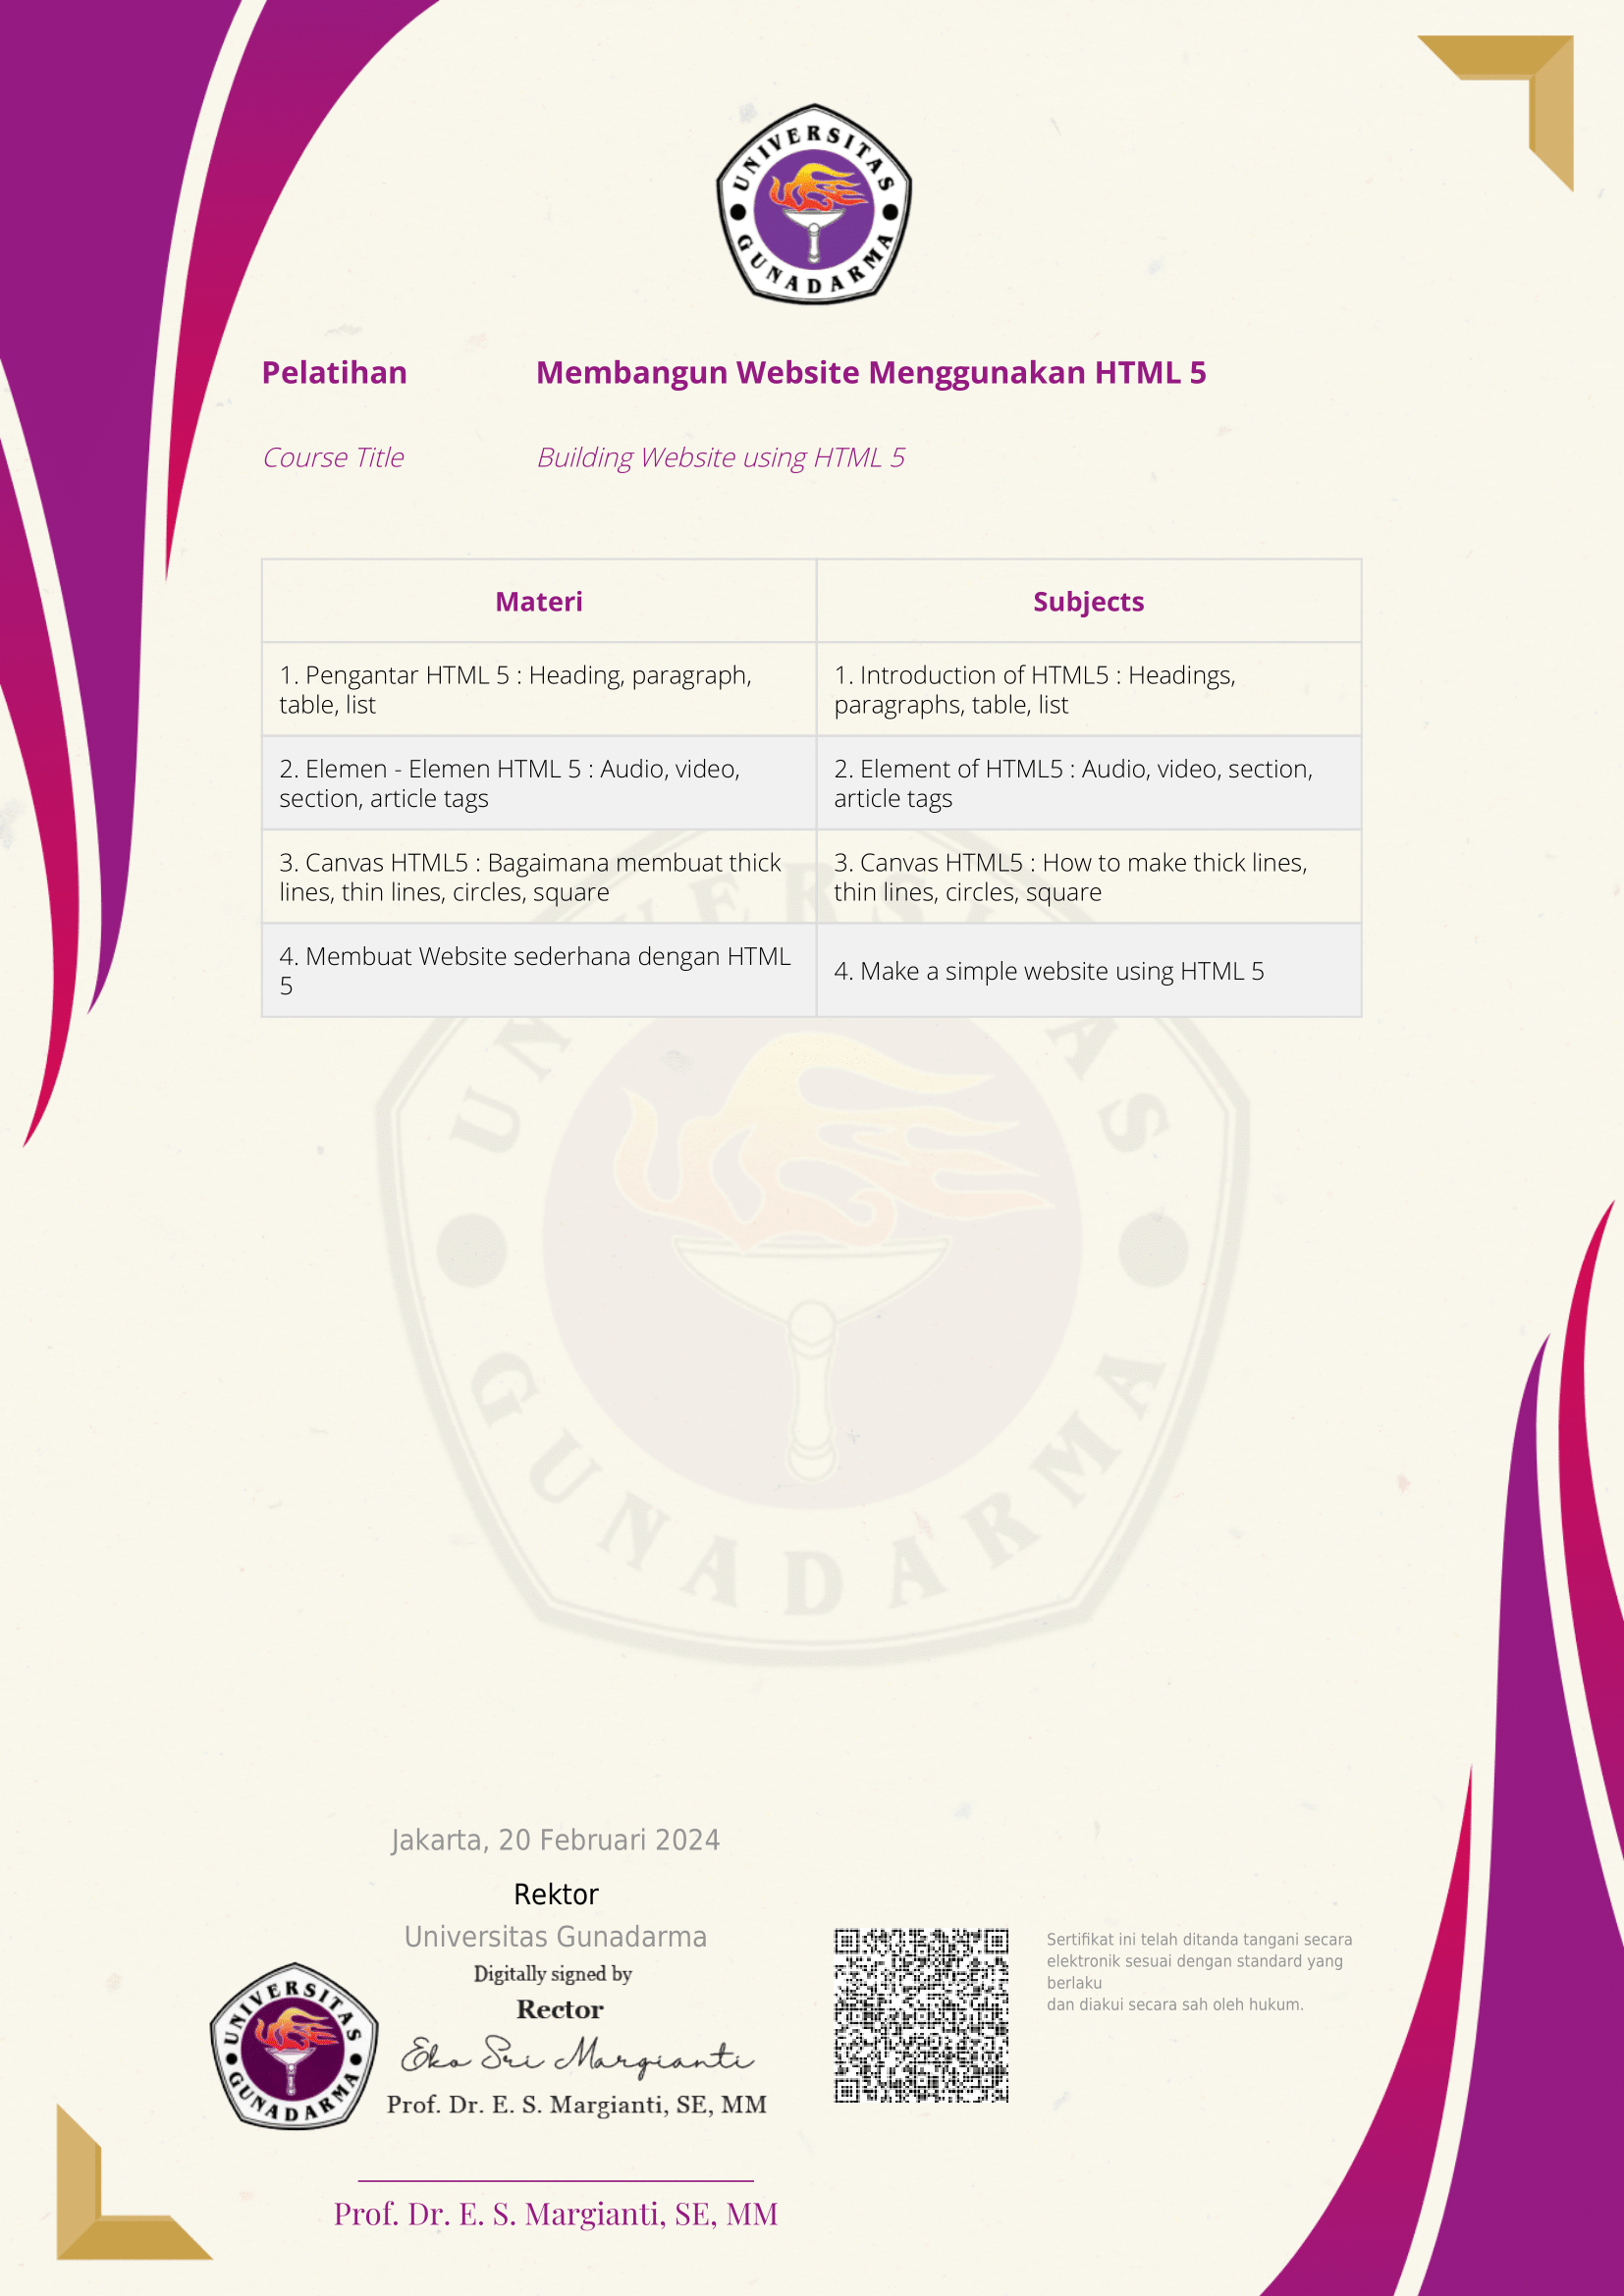 UNIVERSITAS
GUNADARMA
Pelatihan Membangun Website Menggunakan HTML 5
Course Title Building Website using HTML 5
Materi Subjects
1. Pengantar HTML 5 : Heading, paragraph,
table, list
1. Introduction of HTML5 : Headings,
paragraphs, table, list
2. Elemen - Elemen HTML 5 : Audio, video,
section, article tags
2. Element of HTML5 : Audio, video, section,
article tags
3. Canvas HTML5 : Bagaimana membuat thick
lines, thin lines, circles, square
3. Canvas HTML5 : How to make thick lines,
thin lines, circles, square
4. Membuat Website sederhana dengan HTML
5
4. Make a simple website using HTML 5
UNIVERSITAS
GUNADARMA
Jakarta, 20 Februari 2024
Rektor
Universitas Gunadarma
Digitally signed by
Rector
Eko Sri Margianti
Prof. Dr. E. S. Margianti, SE, MM
UNIVERSITAS
GUNADARMA
Sertifikat ini telah ditanda tangani secara
elektronik sesuai dengan standard yang
berlaku
dan diakui secara sah oleh hukum.
Prof. Dr. E. S. Margianti, SE, MM